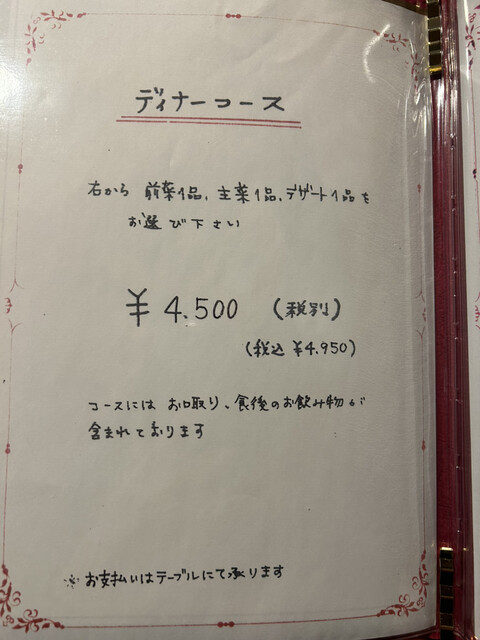 ディナーコース
右から 前菜1品、主菜1品、デザート1品を
お選び下さい
¥ 4.500 (税別)
(税込 ¥4.950)
コースには お口取り、食後のお飲み物が
含まれております
※ お支払いはテーブルにて承ります